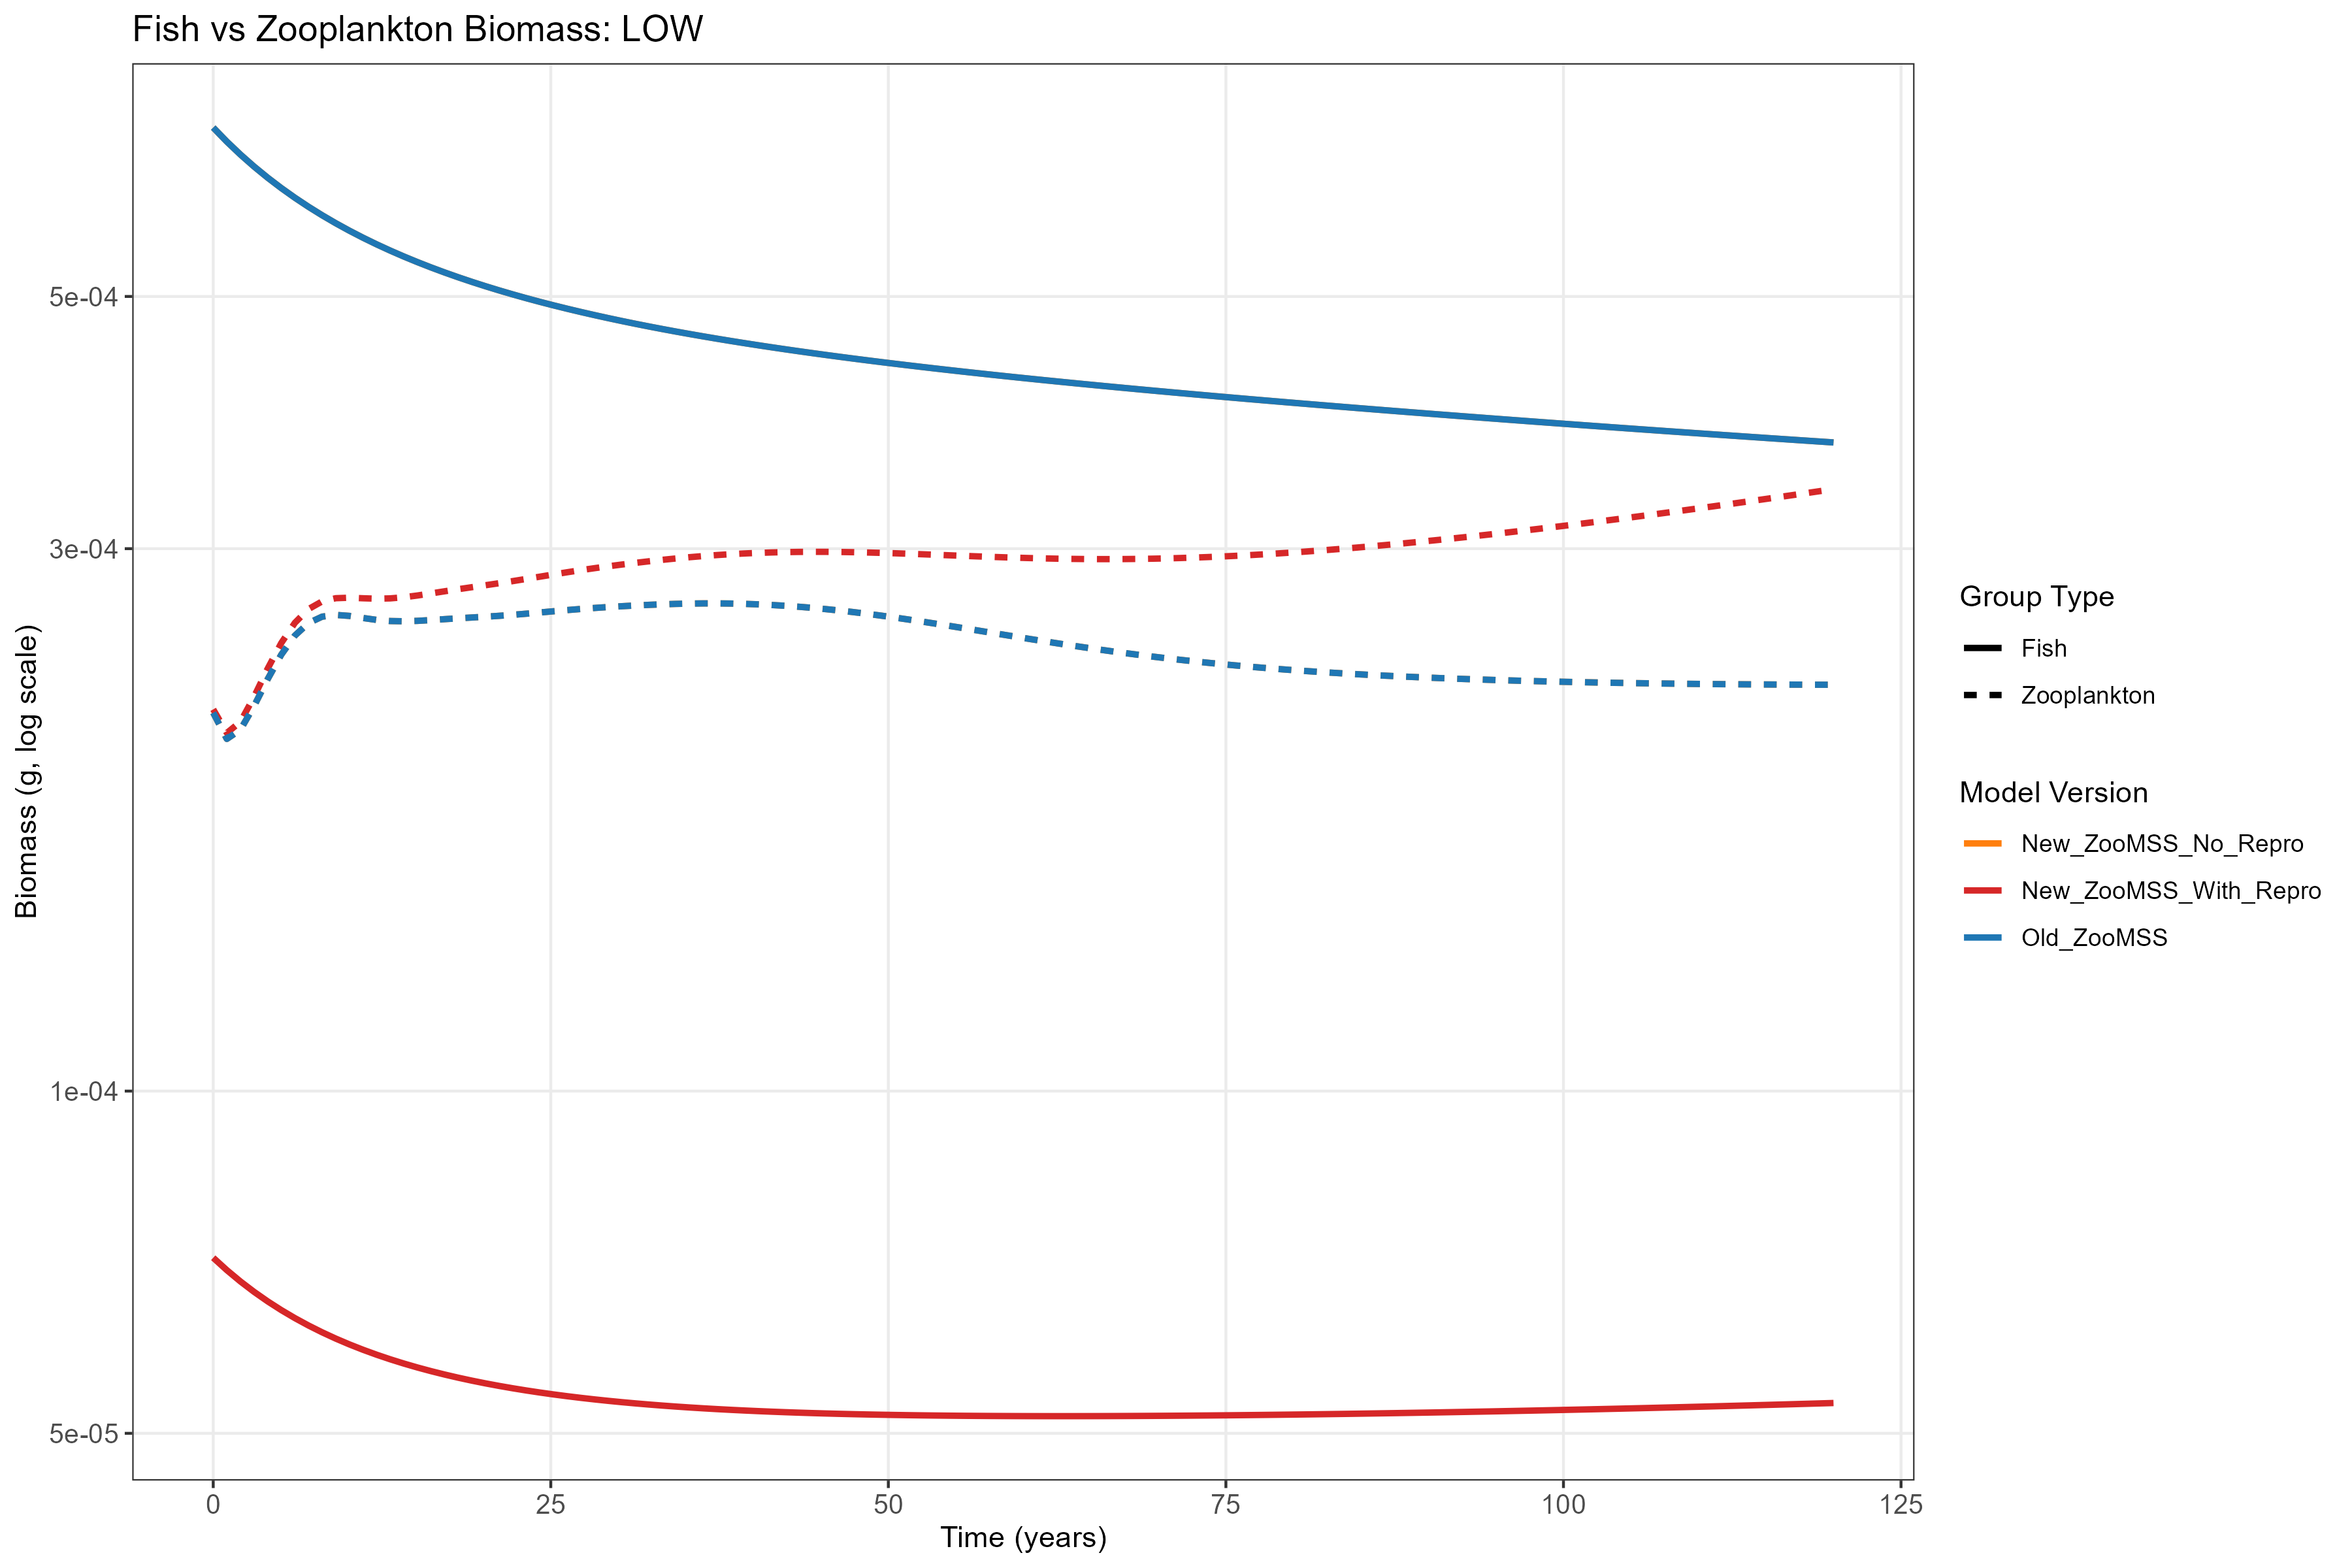 Fish vs Zooplankton Biomass: LOW
5e-04
3e-04
1e-04
5e-05
Biomass (g, log scale)
0 25 50 75 100 125
Time (years)
Group Type
Fish
Zooplankton
Model Version
New_ZooMSS_No_Repro
New_ZooMSS_With_Repro
Old_ZooMSS